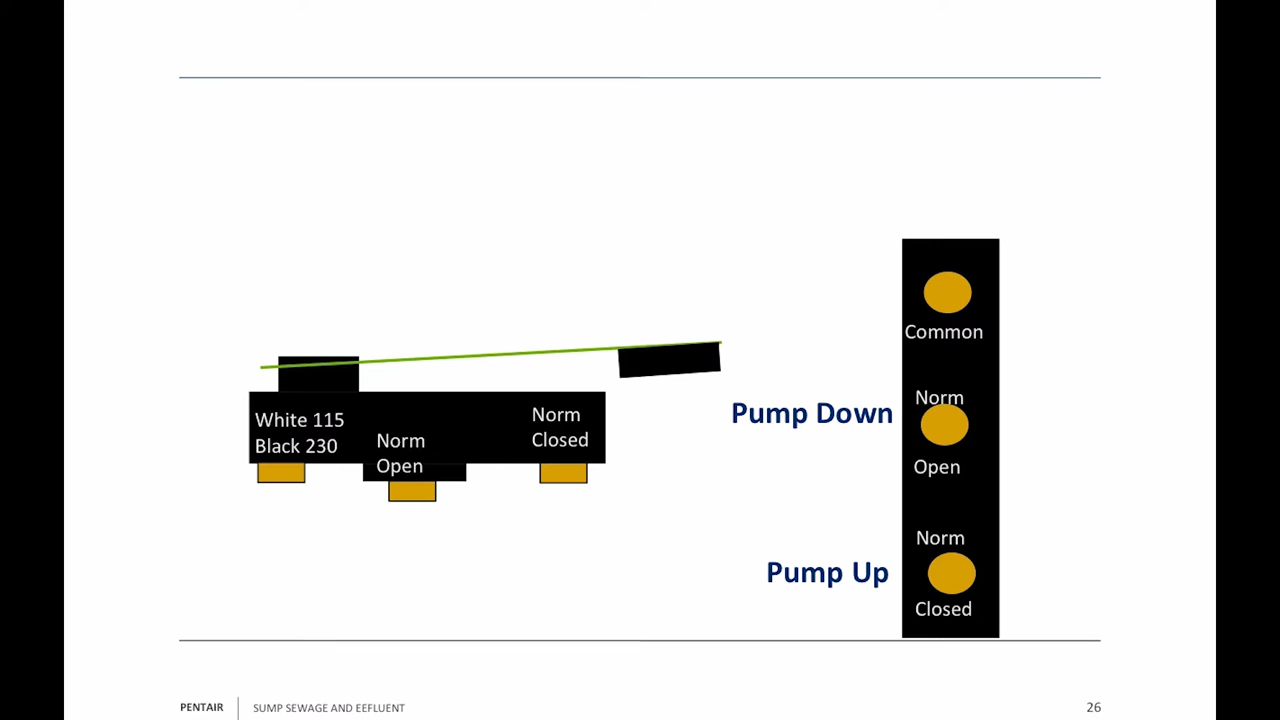 White 115
Black 230
Norm
Open
Norm
Closed
Pump Down
Pump Up
Common
Norm
Open
Norm
Closed
PENTAIR
SUMP SEWAGE AND EEFLUENT
26